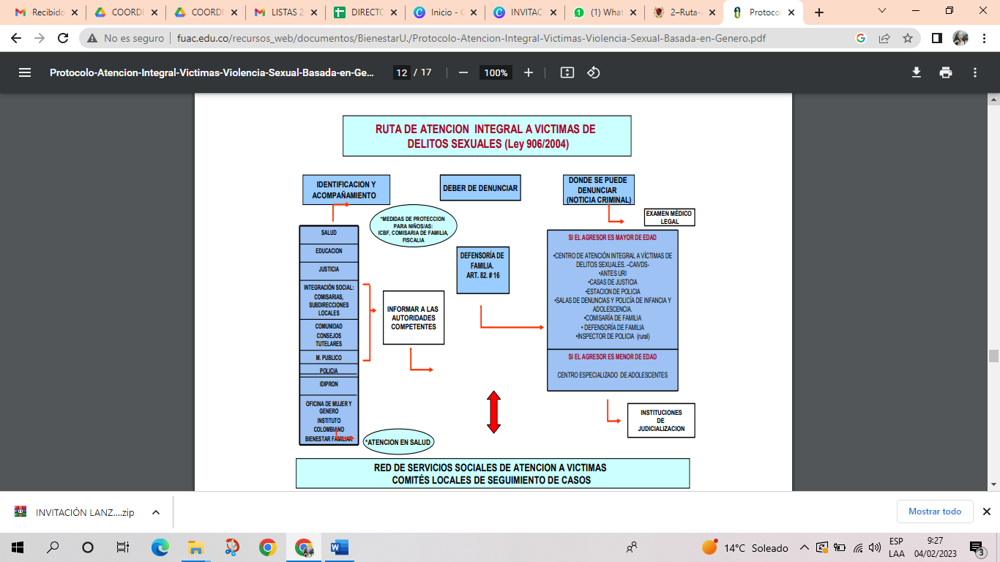 Recibido
COORDI
COORDI
LISTAS 2
DIRECTO
Inicio - C
INVITAC
(1) What
2–Ruta-
Protocol
No es seguro
fuac.edu.co/recursos_web/documentos/BienestarU./Protocolo-Atencion-Integral-Victimas-Violencia-Sexual-Basada-en-Genero.pdf
Protocolo-Atencion-Integral-Victimas-Violencia-Sexual-Basada-en-Ge...
12 / 17
100%
RUTA DE ATENCION INTEGRAL A VICTIMAS DE
DELITOS SEXUALES (Ley 906/2004)
IDENTIFICACION Y
ACOMPAÑAMIENTO
DEBER DE DENUNCIAR
DONDE SE PUEDE
DENUNCIAR
(NOTICIA CRIMINAL)
*MEDIDAS DE PROTECCION
PARA NIÑOS/AS:
ICBF, COMISARIA DE FAMILIA,
FISCALIA
EXAMEN MÉDICO
LEGAL
SALUD
EDUCACION
JUSTICIA
INTEGRACIÓN SOCIAL:
COMISARIAS,
SUBDIRECCIONES
LOCALES
COMUNIDAD
CONSEJOS
TUTELARES
M. PUBLICO
POLICIA
IDIPRON
OFICINA DE MUJER Y
GENERO
INSTITUTO
COLOMBIANO
BIENESTAR FAMILIAR
INFORMAR A LAS
AUTORIDADES
COMPETENTES
DEFENSORÍA DE
FAMILIA.
ART. 82. # 16
SI EL AGRESOR ES MAYOR DE EDAD
•CENTRO DE ATENCIÓN INTEGRAL A VÍCTIMAS DE
DELITOS SEXUALES. –CAIVDS-
•ANTES URI
•CASAS DE JUSTICIA
•ESTACION DE POLICIA
•SALAS DE DENUNCIAS Y POLICÍA DE INFANCIA Y
ADOLESCENCIA.
•COMISARÍA DE FAMILIA
• DEFENSORÍA DE FAMILIA
•INSPECTOR DE POLICIA (rural)
SI EL AGRESOR ES MENOR DE EDAD
CENTRO ESPECIALIZADO DE ADOLESCENTES
INSTITUCIONES
DE
JUDICIALIZACION
*ATENCION EN SALUD
RED DE SERVICIOS SOCIALES DE ATENCION A VICTIMAS
COMITÉS LOCALES DE SEGUIMIENTO DE CASOS
INVITACIÓN LANZ....zip
Mostrar todo
14°C Soleado
ESP
LAA
9:27
04/02/2023
3